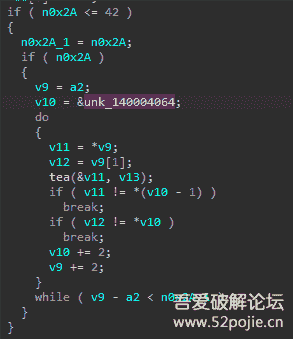 if ( n0x2A <= 42 )
{
n0x2A_1 = n0x2A;
if ( n0x2A )
{
v9 = a2;
v10 = &unk_140004064;
do
{
v11 = *v9;
v12 = v9[1];
tea(&v11, v13);
if ( v11 != *(v10 - 1) )
break;
if ( v12 != *v10 )
break;
v10 += 2;
v9 += 2;
}
while ( v9 - a2 < n0x
}
}
吾爱破解论坛
www.52pojie.cn